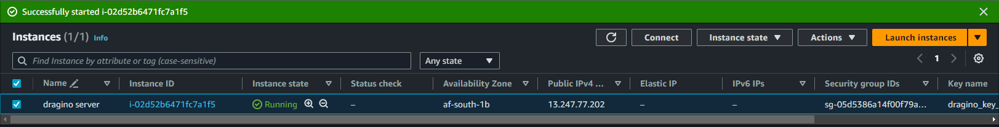 Successfully started i-02d52b6471fc7a1f5
Instances (1/1) Info
Connect
Instance state
Actions
Launch instances
Find Instance by attribute or tag (case-sensitive)
Any state
1
Name Instance ID Instance state Status check Availability Zone Public IPv4 ... Elastic IP IPv6 IPs Security group IDs Key name
dragino server i-02d52b6471fc7a1f5 Running – af-south-1b 13.247.77.202 – – sg-05d5386a14f00f79a... dragino_key_